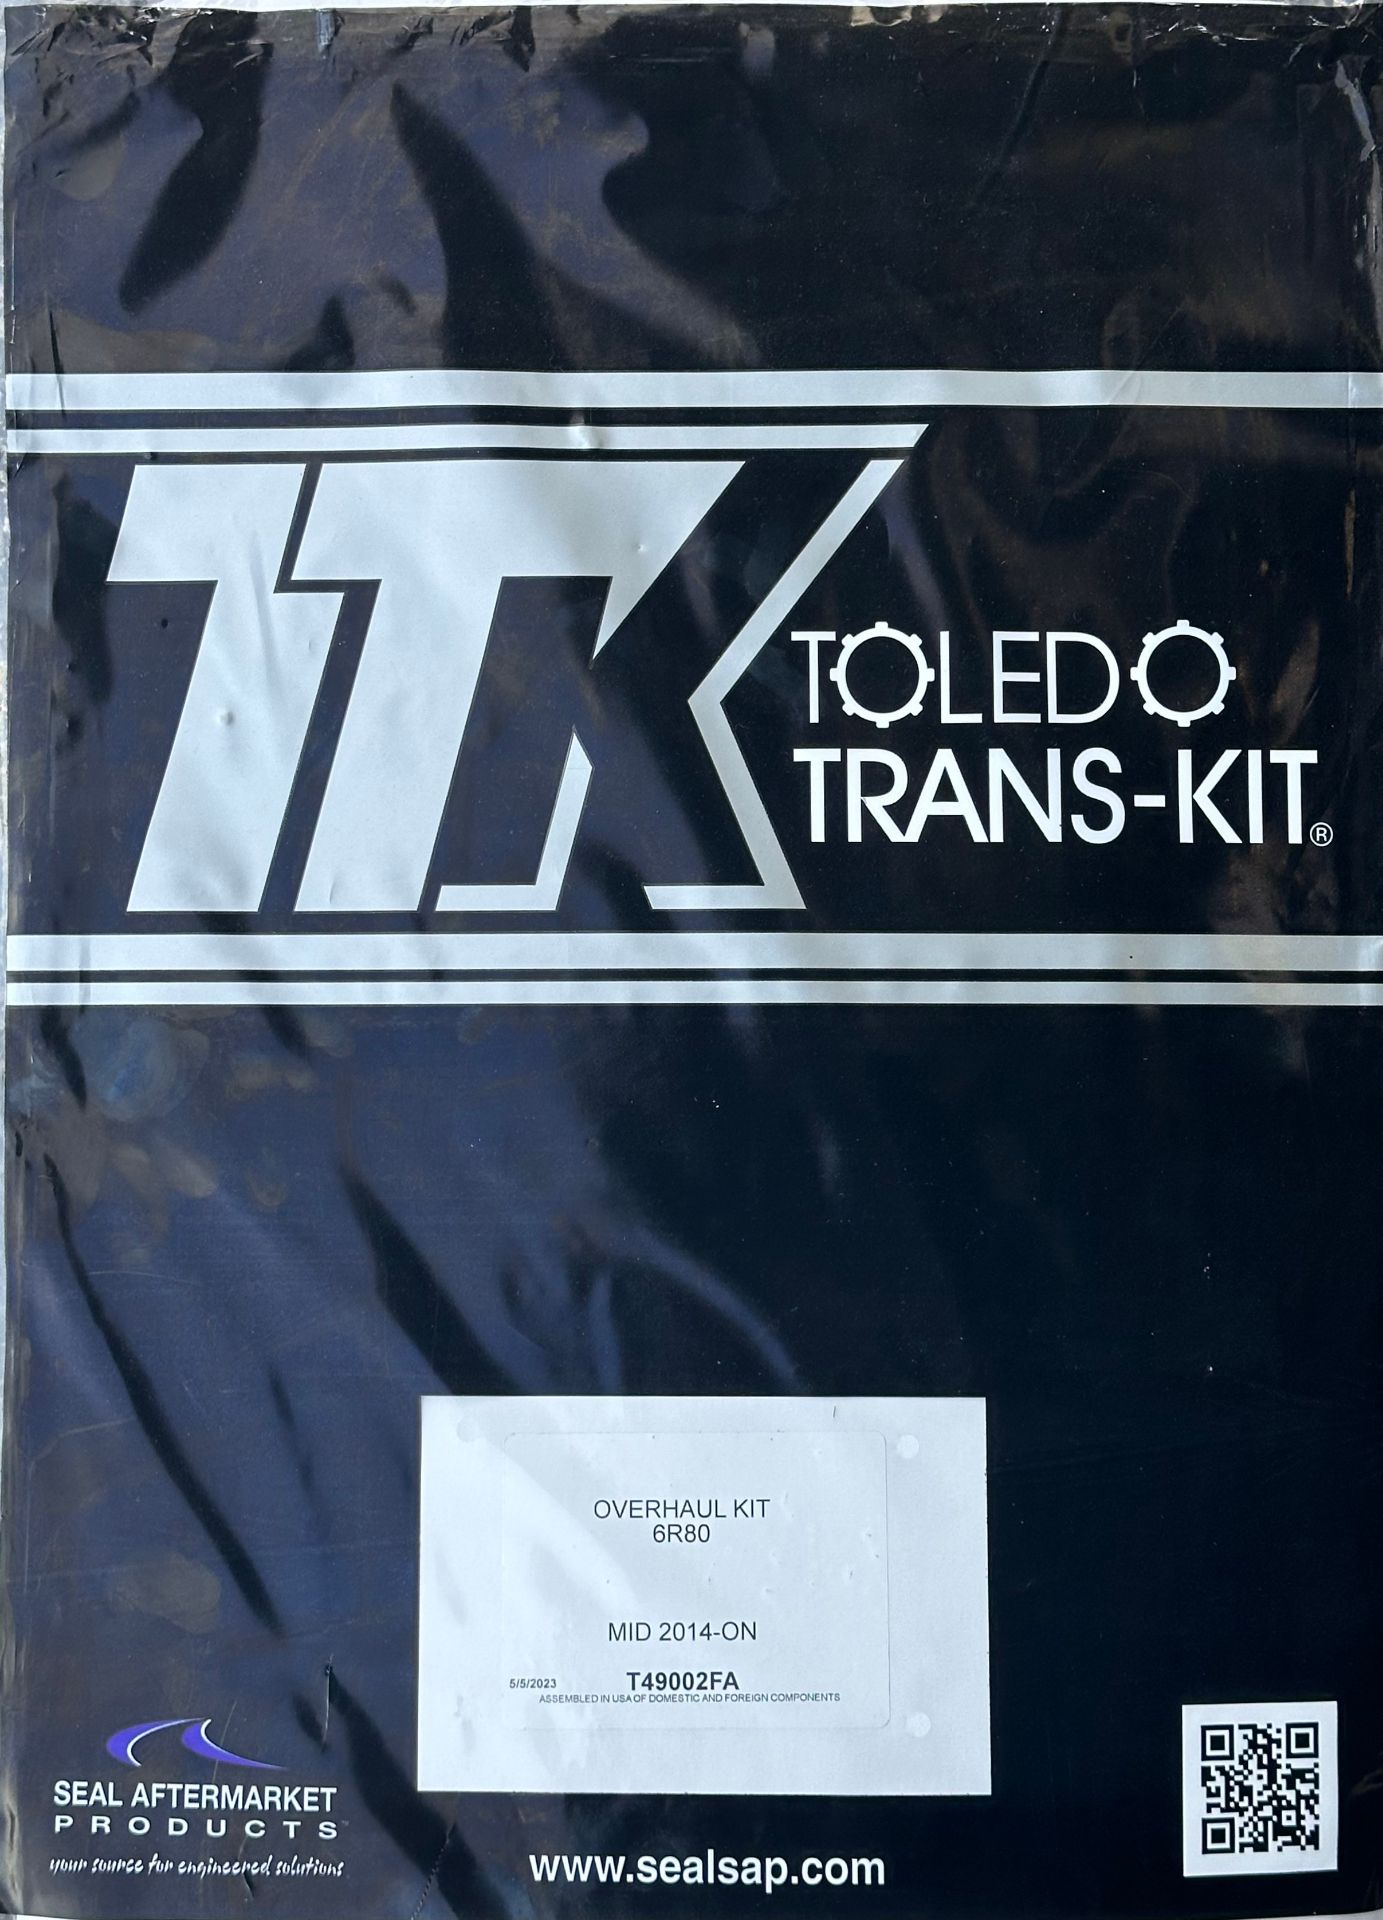 TTK
TOLEDO
TRANS-KIT®
OVERHAUL KIT
6R80
MID 2014-ON
5/5/2023 T49002FA
ASSEMBLED IN USA OF DOMESTIC AND FOREIGN COMPONENTS
SEAL AFTERMARKET
PRODUCTS™
your source for engineered solutions
www.sealsap.com